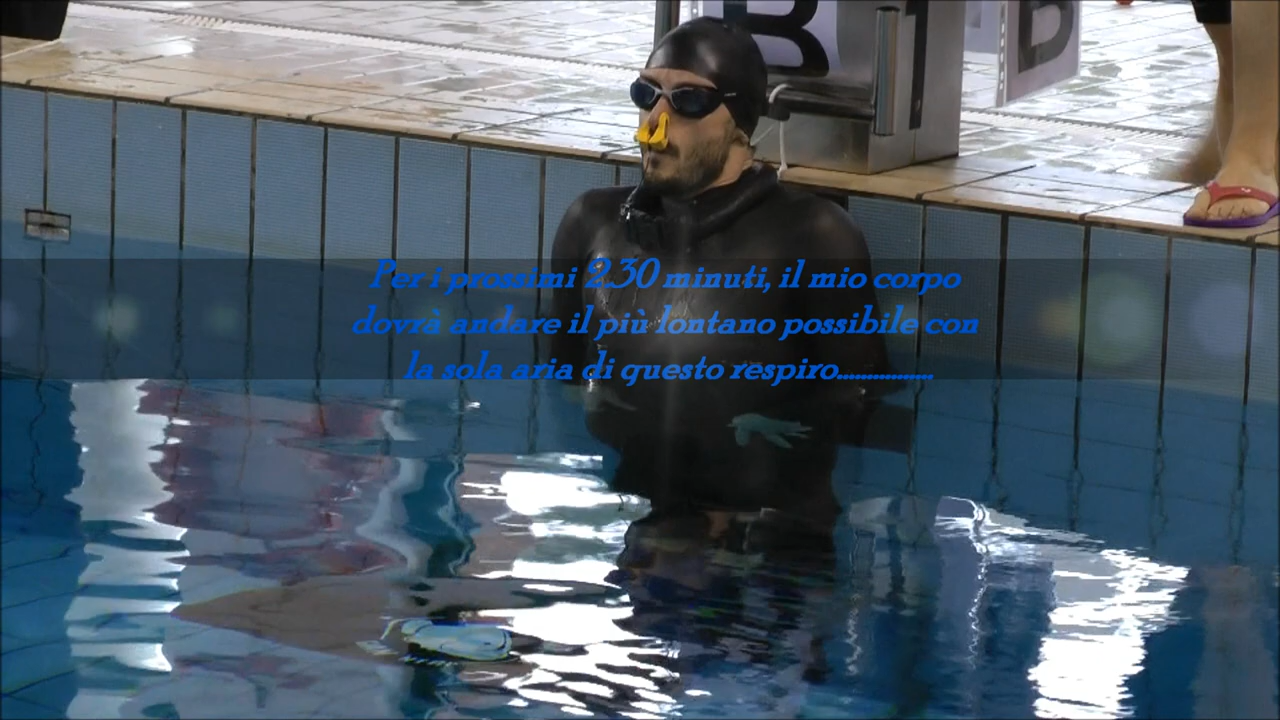 B 1 B
Per i prossimi 2.30 minuti, il mio corpo
dovrà andare il più lontano possibile con
la sola aria di questo respiro...............